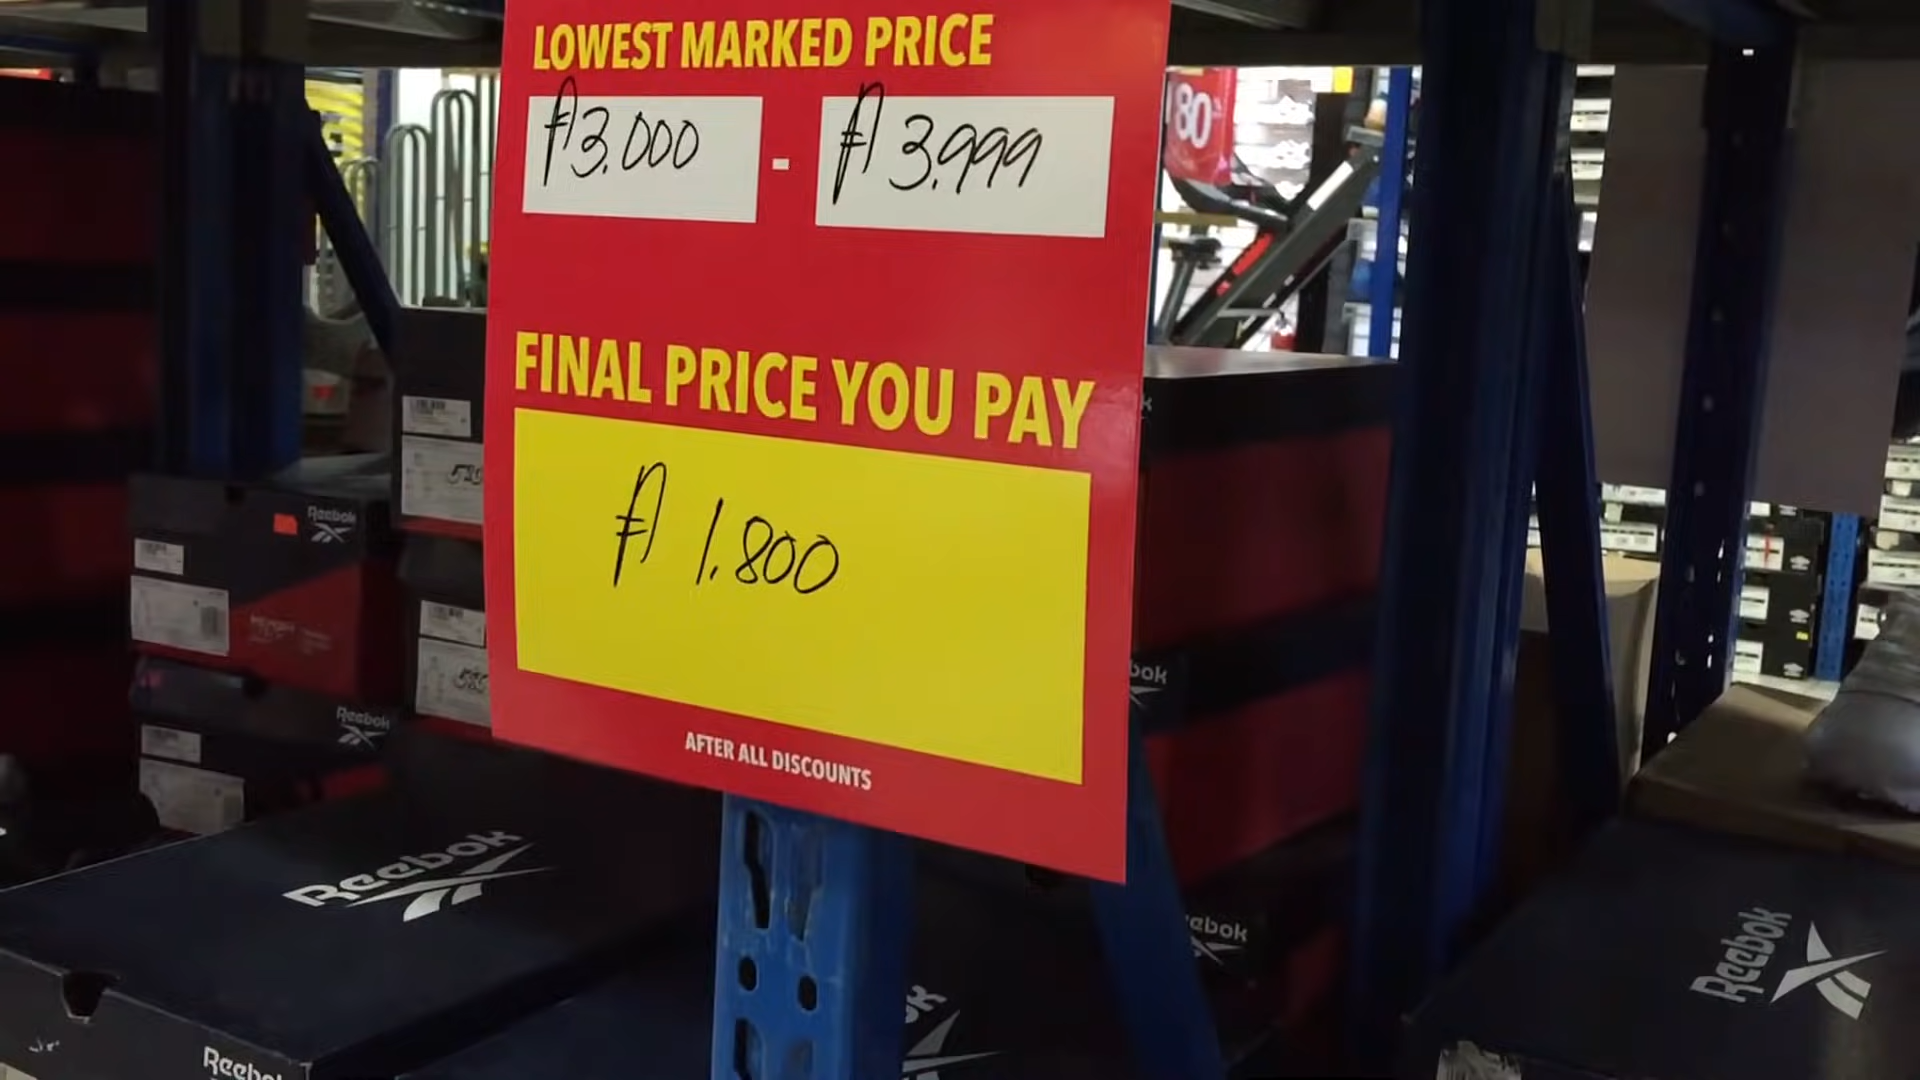 LOWEST MARKED PRICE
₱3.000 - ₱3.999
80
FINAL PRICE YOU PAY
₱ 1.800
AFTER ALL DISCOUNTS
Reebok
Reebok
Reebok
Reebok
Reebok